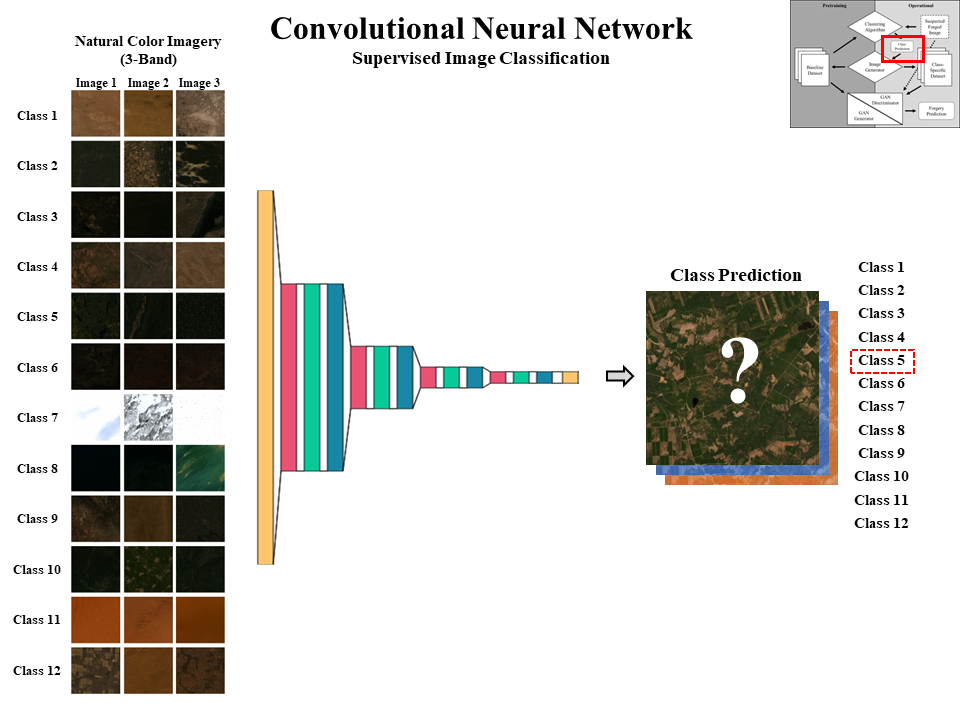 Convolutional Neural Network
Supervised Image Classification
Natural Color Imagery
(3-Band)
Image 1 Image 2 Image 3
Class 1
Class 2
Class 3
Class 4
Class 5
Class 6
Class 7
Class 8
Class 9
Class 10
Class 11
Class 12
Class Prediction
?
Class 1
Class 2
Class 3
Class 4
Class 5
Class 6
Class 7
Class 8
Class 9
Class 10
Class 11
Class 12
Pretraining
Operational
Clustering
Algorithm
Suspected
Forged
Image
Class
Prediction
Baseline
Dataset
Image
Generator
Class-
Specific
Dataset
GAN
Discriminator
GAN
Generator
Forgery
Prediction